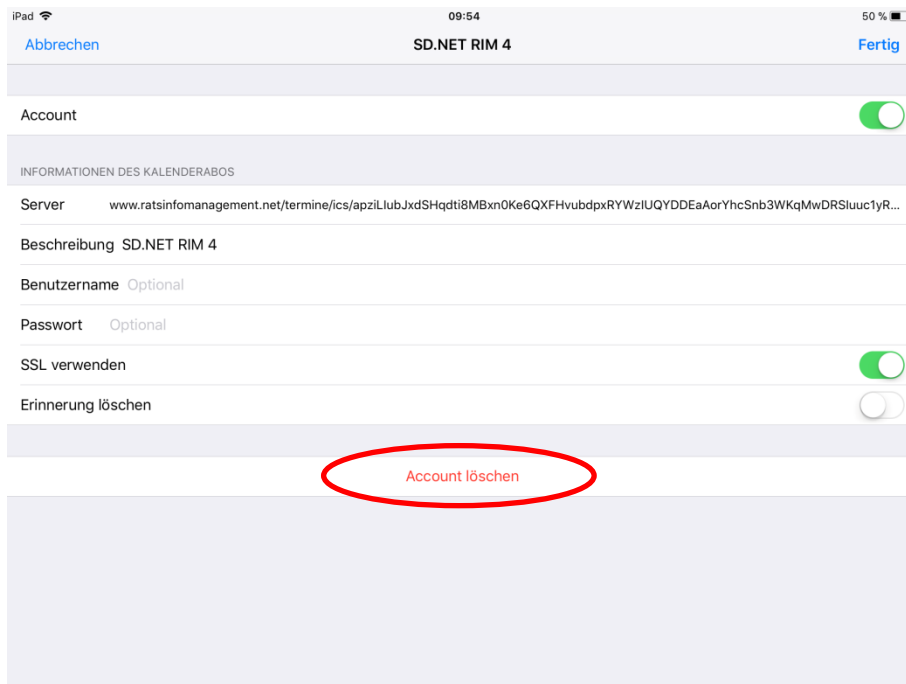 iPad 09:54 50 %
Abbrechen SD.NET RIM 4 Fertig
Account
INFORMATIONEN DES KALENDERABOS
Server www.ratsinfomanagement.net/termine/ics/apziLIubJxdSHqdti8MBxn0Ke6QXFHvubdpxRYWzIUQYDDEaAorYhcSnb3WKqMwDRSIuuc1yR...
Beschreibung SD.NET RIM 4
Benutzername Optional
Passwort Optional
SSL verwenden
Erinnerung löschen
Account löschen